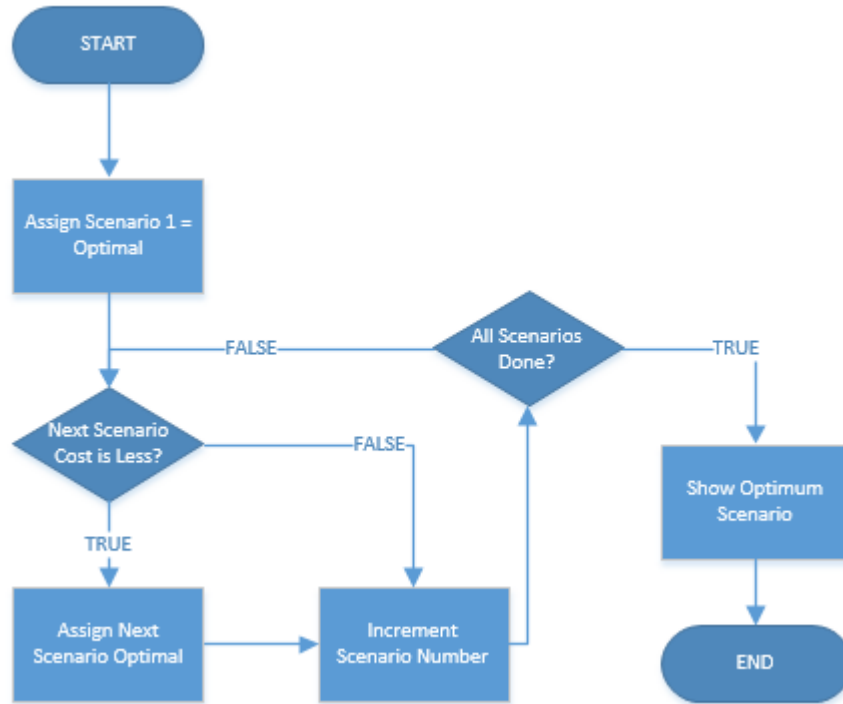 START
Assign Scenario 1 =
Optimal
FALSE
All Scenarios
Done?
TRUE
Next Scenario
Cost is Less?
FALSE
TRUE
Show Optimum
Scenario
Assign Next
Scenario Optimal
Increment
Scenario Number
END